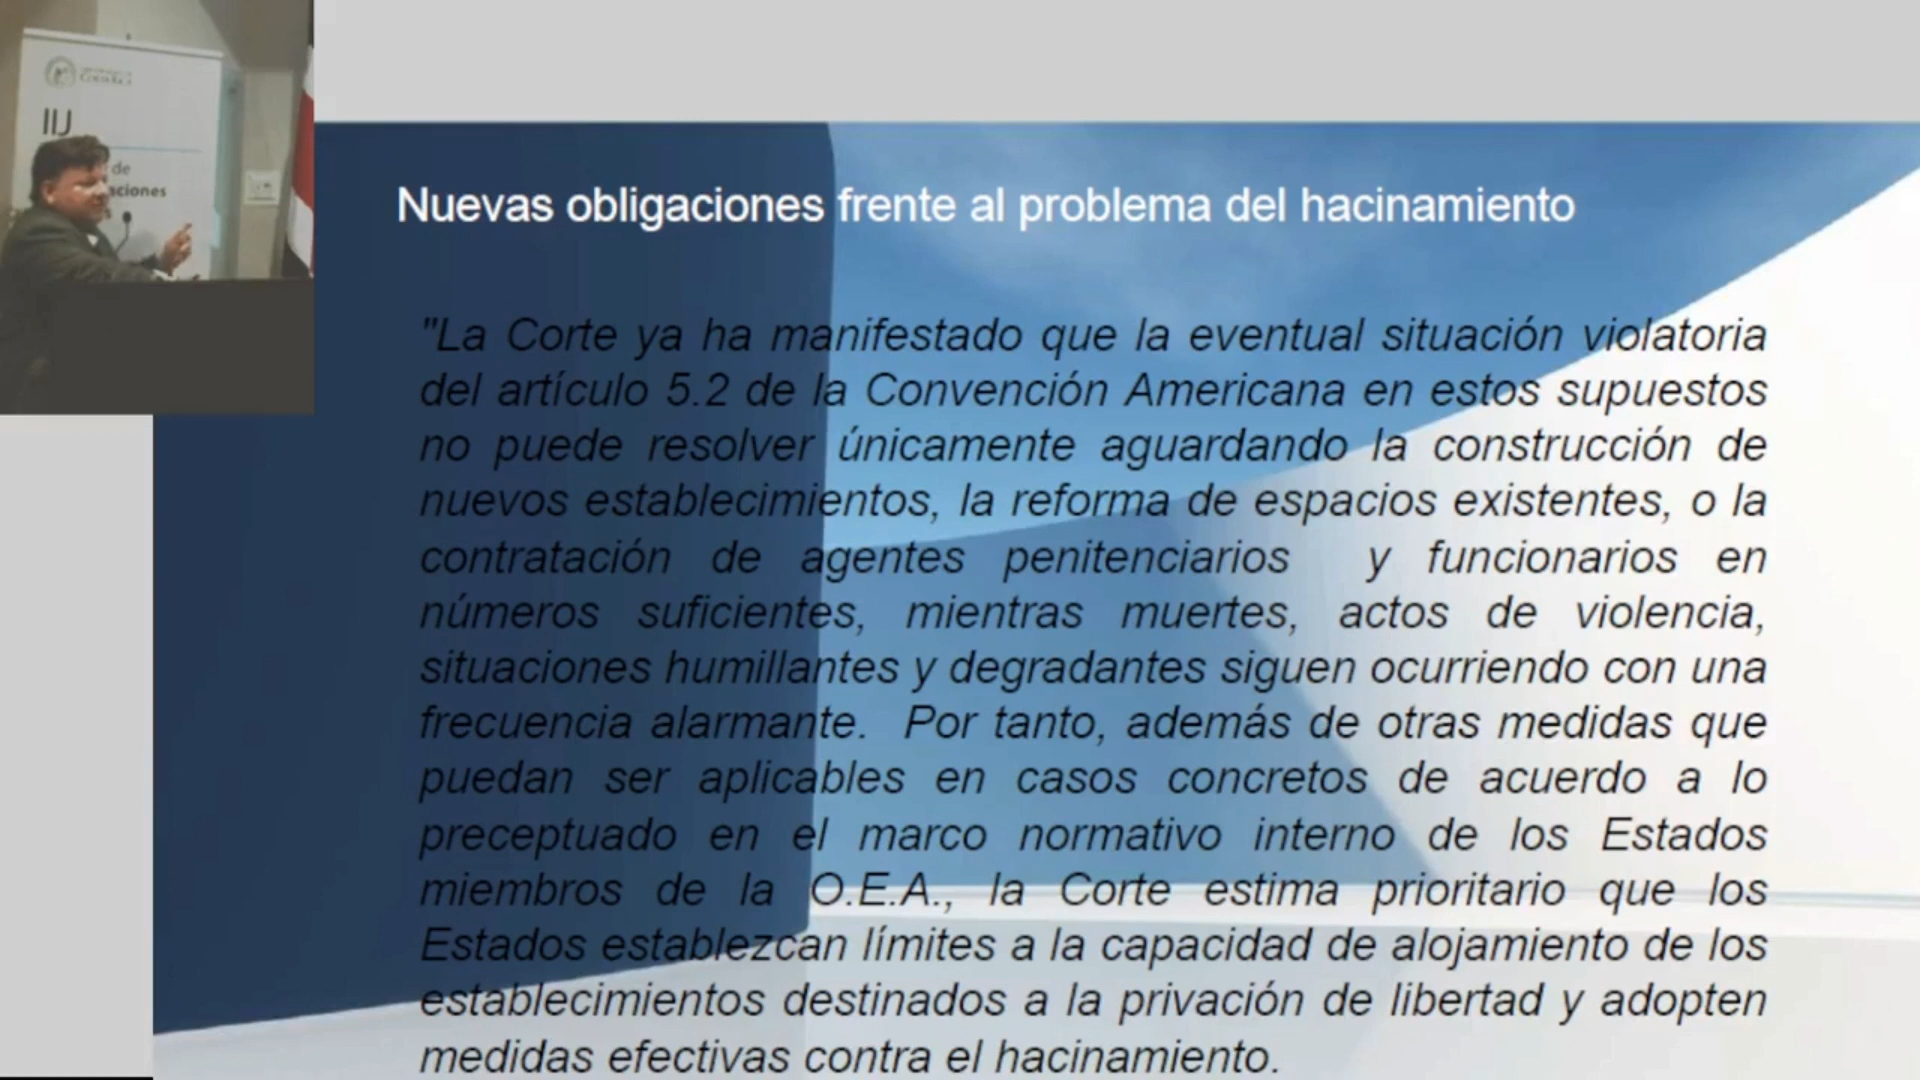 IIJ
de
aciones
Nuevas obligaciones frente al problema del hacinamiento
"La Corte ya ha manifestado que la eventual situación violatoria
del artículo 5.2 de la Convención Americana en estos supuestos
no puede resolver únicamente aguardando la construcción de
nuevos establecimientos, la reforma de espacios existentes, o la
contratación de agentes penitenciarios y funcionarios en
números suficientes, mientras muertes, actos de violencia,
situaciones humillantes y degradantes siguen ocurriendo con una
frecuencia alarmante. Por tanto, además de otras medidas que
puedan ser aplicables en casos concretos de acuerdo a lo
preceptuado en el marco normativo interno de los Estados
miembros de la O.E.A., la Corte estima prioritario que los
Estados establezcan límites a la capacidad de alojamiento de los
establecimientos destinados a la privación de libertad y adopten
medidas efectivas contra el hacinamiento.